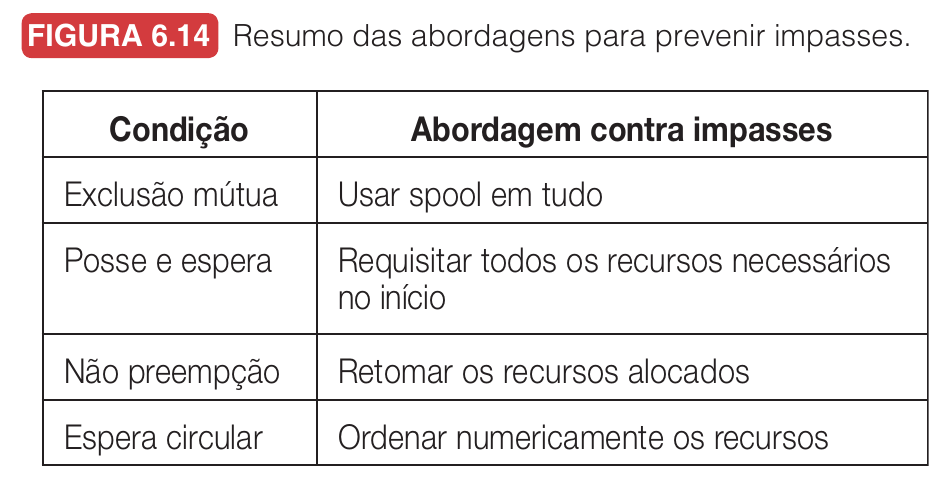 FIGURA 6.14 Resumo das abordagens para prevenir impasses.
Condição Abordagem contra impasses
Exclusão mútua Usar spool em tudo
Posse e espera Requisitar todos os recursos necessários
no início
Não preempção Retomar os recursos alocados
Espera circular Ordenar numericamente os recursos